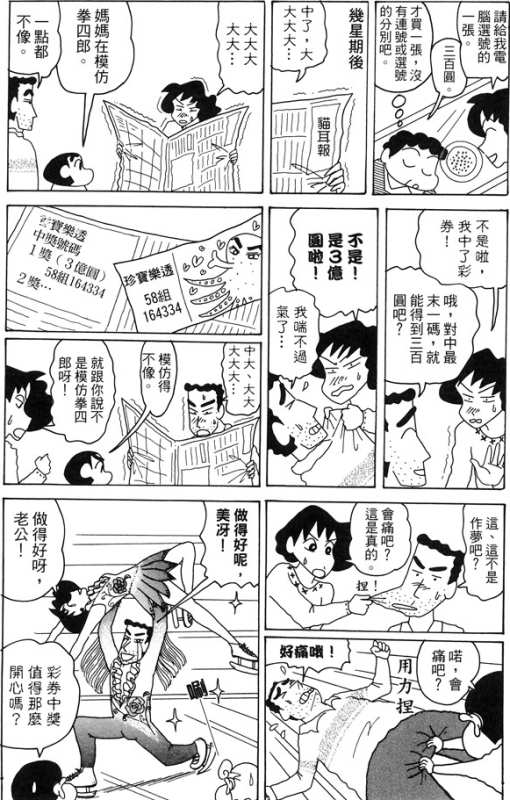 請給我電
腦選號的
一張。
三百圓。
才買一張，沒
有連號或選號
的分別吧。
幾星期後
中了，大
大大大…
貓耳報
大大大
大大…
媽媽在模仿
拳四郎。
一點都
不像。
不是啦，
我中了彩
券！
哦，對中最
末一碼，就
能得到三百
圓吧？
不是！
是３億
圓啦！
我喘不過
氣了…
珍寶樂透
中獎號碼
1獎（3億圓）
58組164334
2獎…
珍寶樂透
58組
164334
中大、大大
大大大…
模仿得
不像。
就跟你說不
是模仿拳四
郎呀！
這、這不是
作夢吧？
會痛吧？
這是真的。
捏！
喏，會
痛吧？
用力捏
好痛哦！
做得好呢，
美冴！
做得好呀，
老公！
唰
彩券中獎
值得那麼
開心嗎？